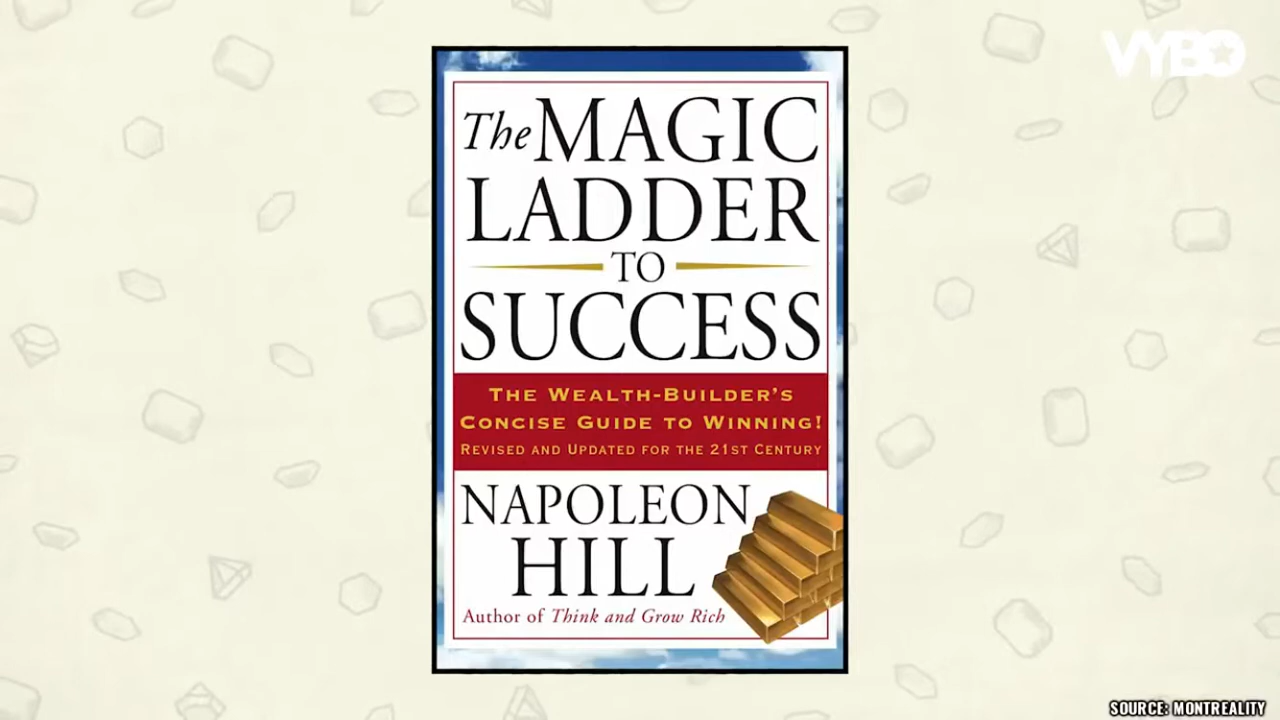 VYBO
The MAGIC
LADDER
TO
SUCCESS
THE WEALTH-BUILDER'S
CONCISE GUIDE TO WINNING!
REVISED AND UPDATED FOR THE 21ST CENTURY
NAPOLEON
HILL
Author of Think and Grow Rich
SOURCE: MONTREALITY